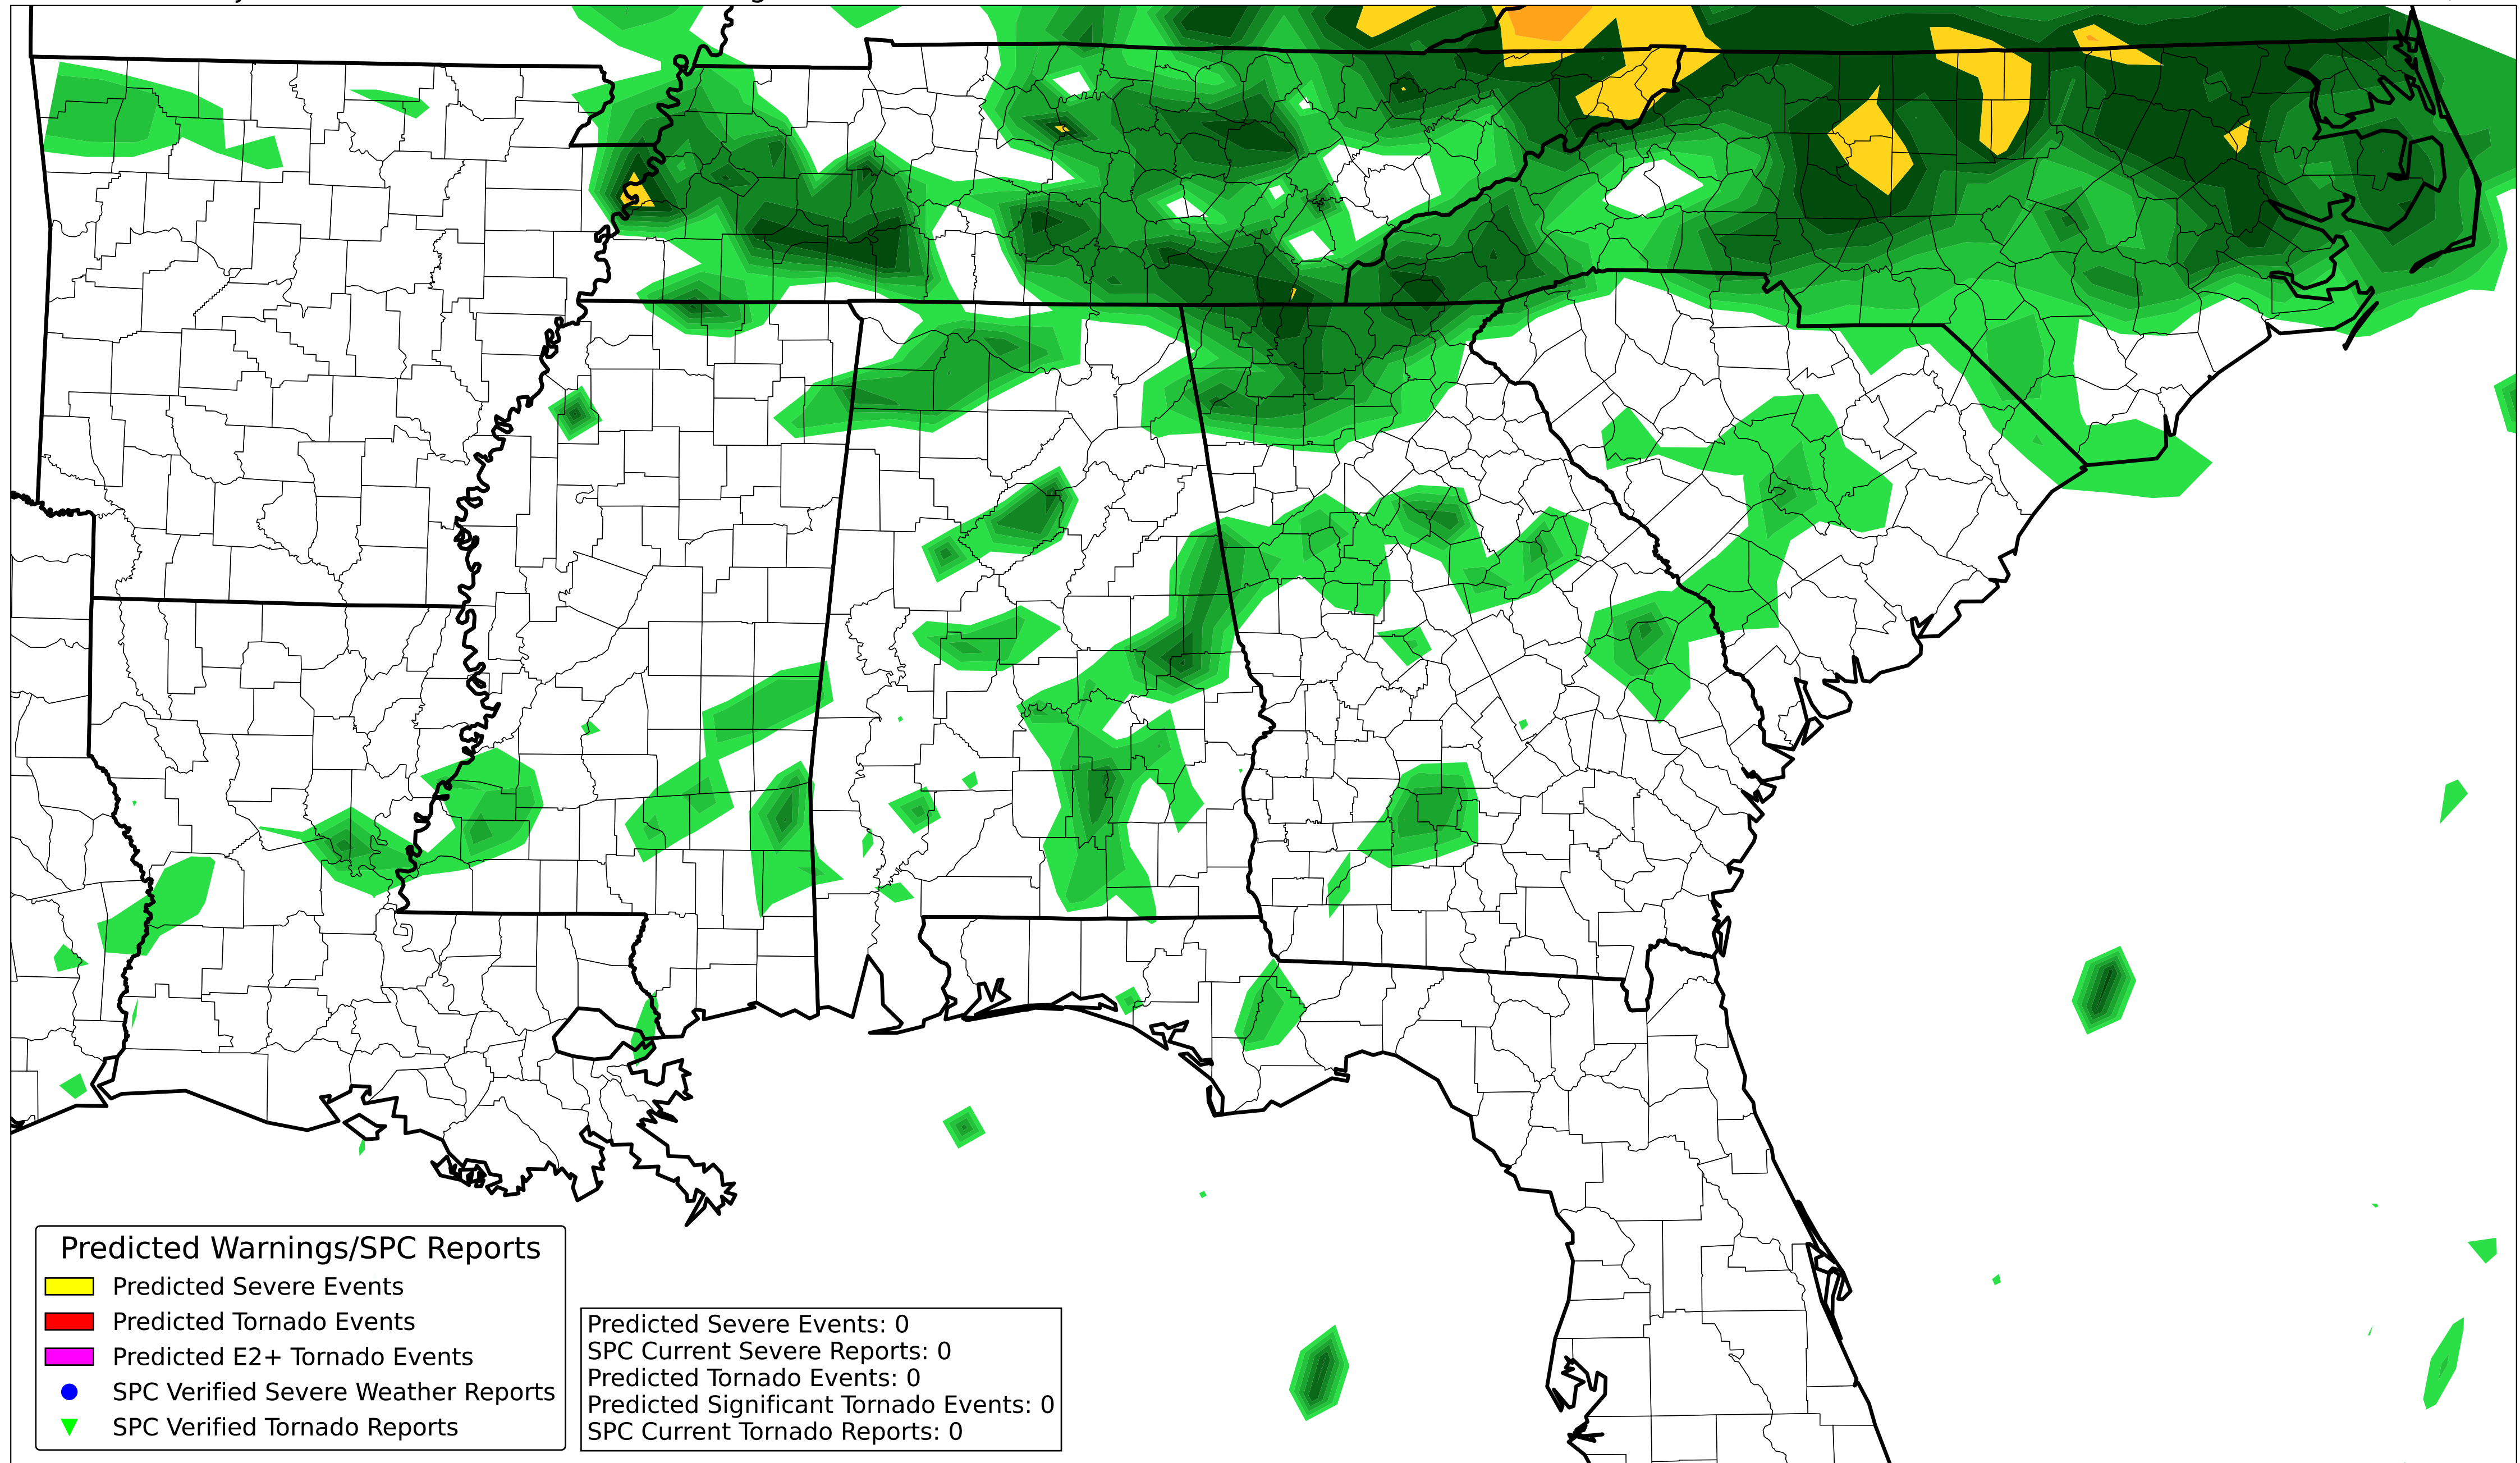 Predicted Warnings/SPC Reports
Predicted Severe Events
Predicted Tornado Events
Predicted E2+ Tornado Events
SPC Verified Severe Weather Reports
SPC Verified Tornado Reports
Predicted Severe Events: 0
SPC Current Severe Reports: 0
Predicted Tornado Events: 0
Predicted Significant Tornado Events: 0
SPC Current Tornado Reports: 0